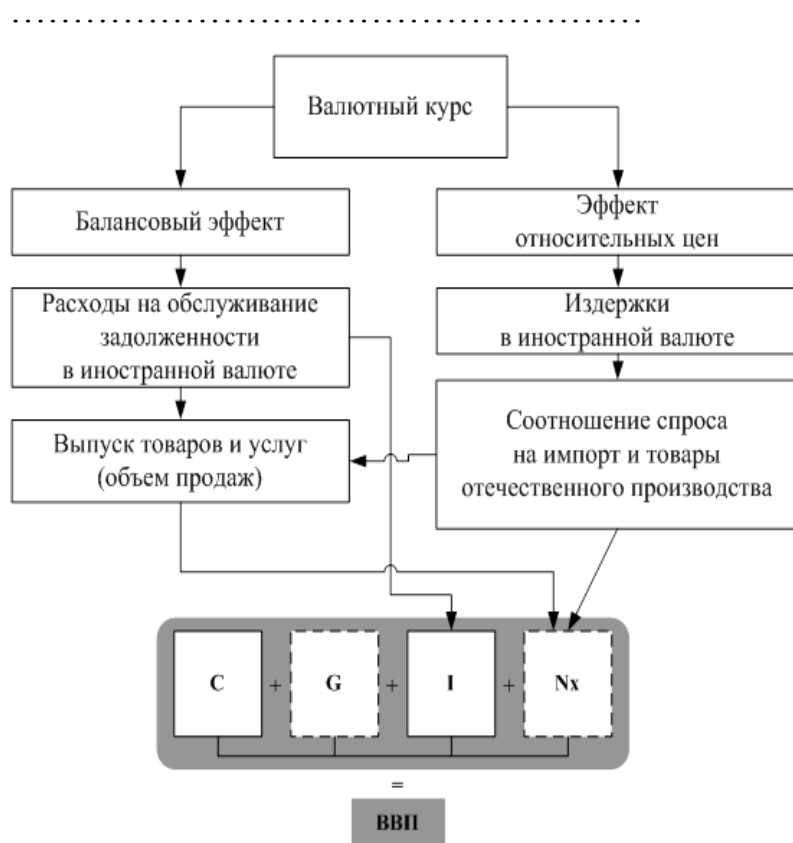 Валютный курс
Балансовый эффект
Эффект
относительных цен
Расходы на обслуживание
задолженности
в иностранной валюте
Издержки
в иностранной валюте
Выпуск товаров и услуг
(объем продаж)
Соотношение спроса
на импорт и товары
отечественного производства
C + G + I + Nx
=
ВВП